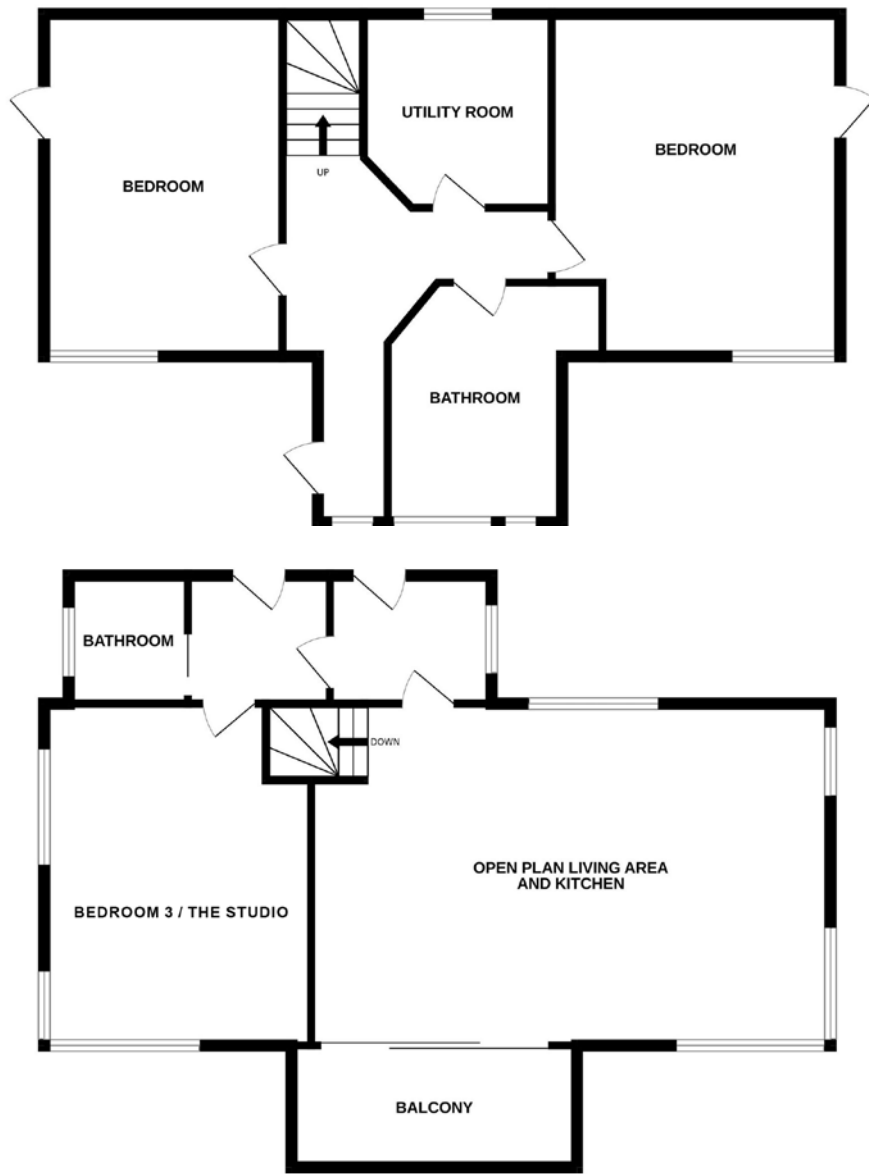 UTILITY ROOM
BEDROOM
BEDROOM
UP
BATHROOM
BATHROOM
DOWN
OPEN PLAN LIVING AREA
AND KITCHEN
BEDROOM 3 / THE STUDIO
BALCONY